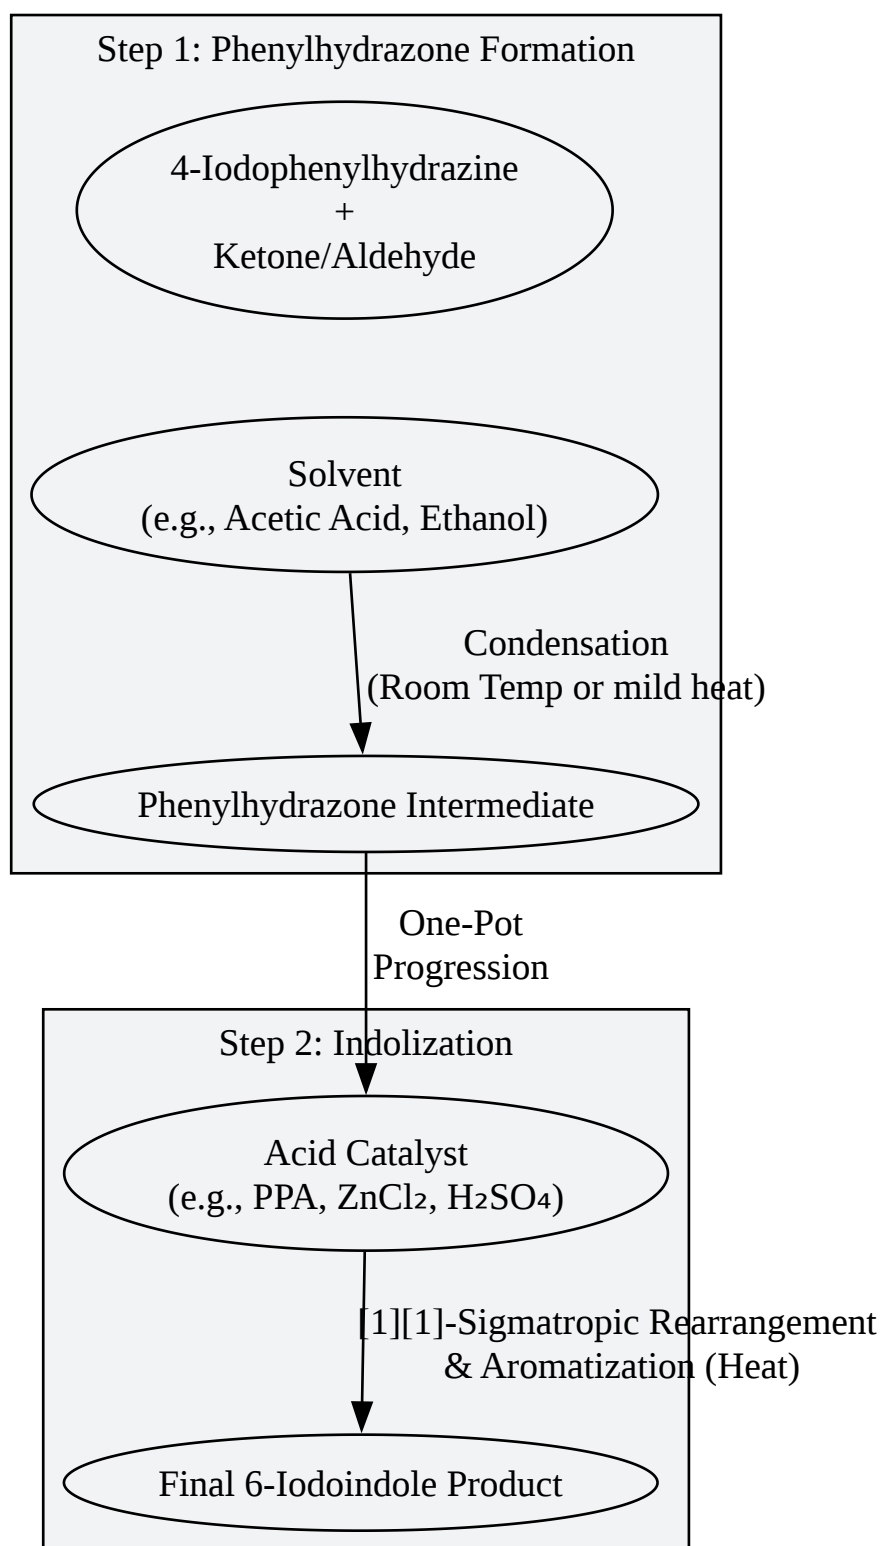 Step 1: Phenylhydrazone Formation
4-Iodophenylhydrazine
+
Ketone/Aldehyde
Solvent
(e.g., Acetic Acid, Ethanol)
Condensation
(Room Temp or mild heat)
Phenylhydrazone Intermediate
One-Pot
Progression
Step 2: Indolization
Acid Catalyst
(e.g., PPA, ZnCl₂, H₂SO₄)
[1][1]-Sigmatropic Rearrangement
& Aromatization (Heat)
Final 6-Iodoindole Product